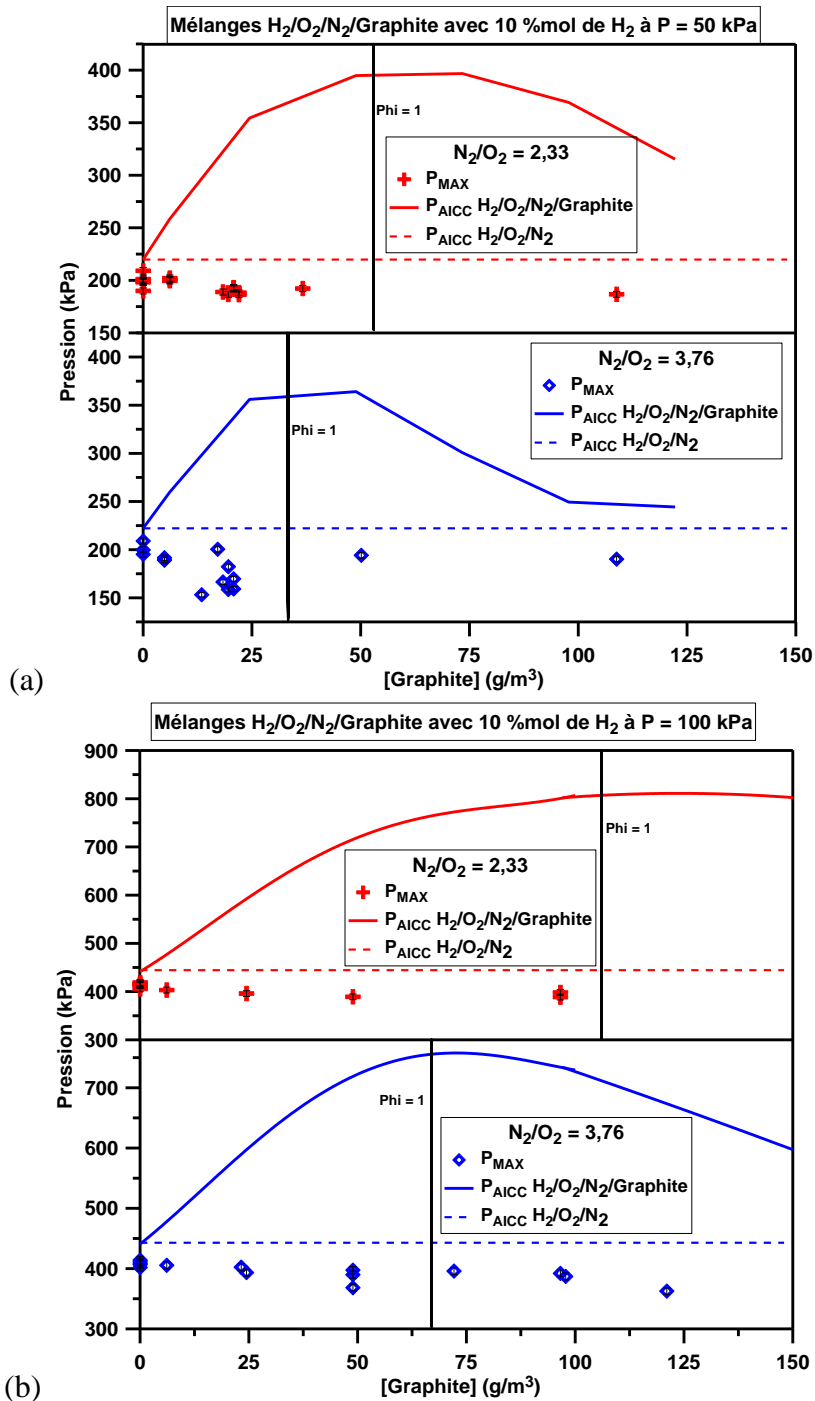 Mélanges H2/O2/N2/Graphite avec 10 %mol de H2 à P = 50 kPa
400
350
300
250
200
150
Phi = 1
N2/O2 = 2,33
PMAX
PAICC H2/O2/N2/Graphite
PAICC H2/O2/N2
Pression (kPa)
400
350
300
250
200
150
Phi = 1
N2/O2 = 3,76
PMAX
PAICC H2/O2/N2/Graphite
PAICC H2/O2/N2
0
25
50
75
100
125
150
[Graphite] (g/m³)
(a)
Mélanges H2/O2/N2/Graphite avec 10 %mol de H2 à P = 100 kPa
900
800
700
600
500
400
300
Phi = 1
N2/O2 = 2,33
PMAX
PAICC H2/O2/N2/Graphite
PAICC H2/O2/N2
Pression (kPa)
700
600
500
400
300
Phi = 1
N2/O2 = 3,76
PMAX
PAICC H2/O2/N2/Graphite
PAICC H2/O2/N2
0
25
50
75
100
125
150
[Graphite] (g/m³)
(b)